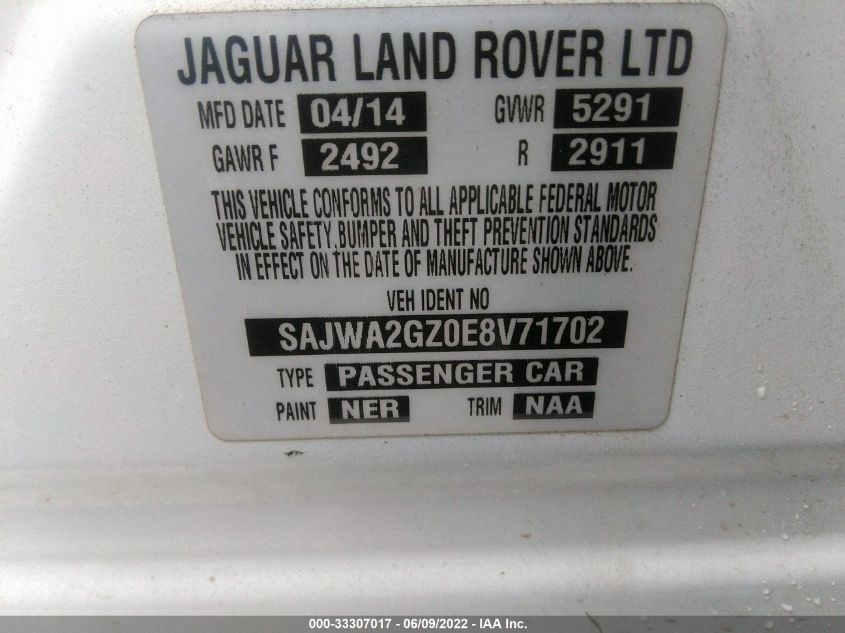 JAGUAR LAND ROVER LTD
MFD DATE 04/14 GVWR 5291
GAWR F 2492 R 2911
THIS VEHICLE CONFORMS TO ALL APPLICABLE FEDERAL MOTOR
VEHICLE SAFETY, BUMPER AND THEFT PREVENTION STANDARDS
IN EFFECT ON THE DATE OF MANUFACTURE SHOWN ABOVE.
VEH IDENT NO
SAJWA2GZ0E8V71702
TYPE PASSENGER CAR
PAINT NER TRIM NAA
000-33307017 - 06/09/2022 - IAA Inc.